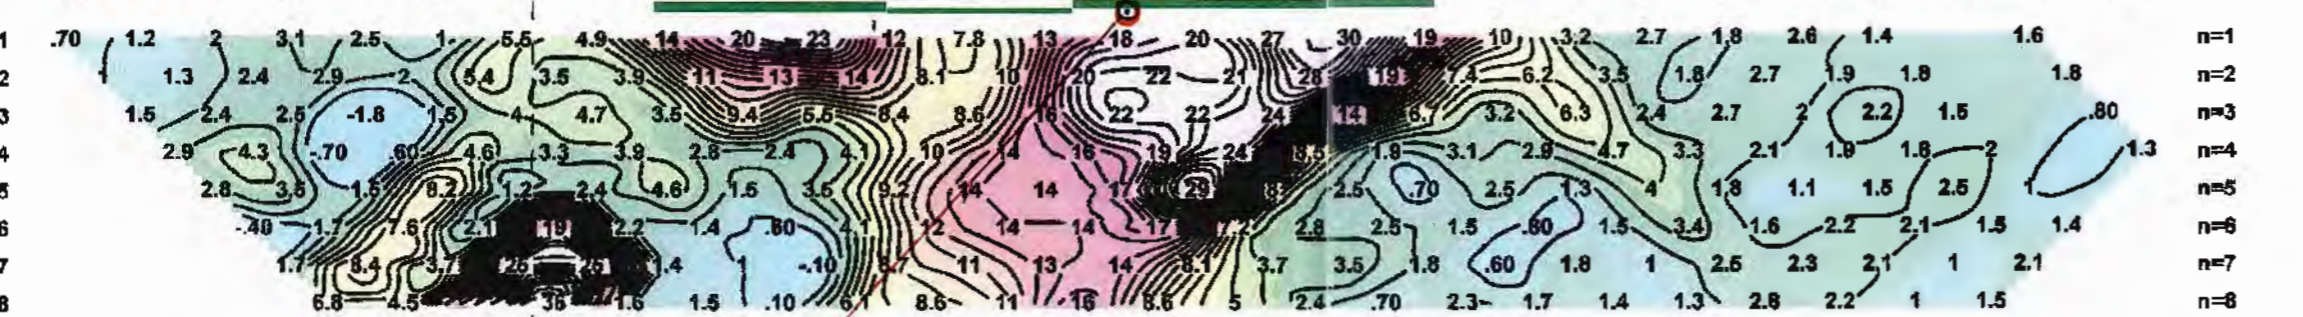 1 .70 1.2 2 3.1 2.5 1 5.5 4.9 14 20 23 12 7.8 13 18 20 27 30 19 10 3.2 2.7 1.8 2.6 1.4 1.6 n=1
2 1 1.3 2.4 2.9 2 5.4 3.5 3.9 11 13 14 8.1 10 20 22 21 28 19 7.4 6.2 3.5 1.8 2.7 1.9 1.8 1.8 n=2
3 1.5 2.4 2.5 -1.8 1.5 4 4.7 3.5 9.4 5.5 8.4 8.6 16 22 22 24 14 6.7 3.2 6.3 2.4 2.7 2 2.2 1.5 .80 n=3
4 2.9 4.3 -.70 .60 4.6 3.3 3.9 2.8 2.4 4.1 10 14 16 19 24 8.5 1.8 3.1 2.9 4.7 3.3 2.1 1.9 1.8 2 1.3 n=4
5 2.8 3.5 1.5 8.2 1.2 2.4 4.6 1.5 3.5 9.2 14 14 17 29 8 2.5 .70 2.5 1.3 4 1.8 1.1 1.5 2.5 1 n=5
6 -.40 1.7 7.6 2.1 19 2.2 1.4 .60 4.1 12 14 14 17 7.2 2.8 2.5 1.5 .80 1.5 3.4 1.6 2.2 2.1 1.5 1.4 n=6
7 1.7 8.4 3.7 25 25 1.4 1 -.10 11 13 14 8.1 3.7 3.5 1.8 .60 1.8 1 2.5 2.3 2.1 1 2.1 n=7
8 6.8 4.5 36 1.6 1.5 .10 6.1 8.6 11 16 8.6 5 2.4 .70 2.3 1.7 1.4 1.3 2.8 2.2 1 1.5 n=8